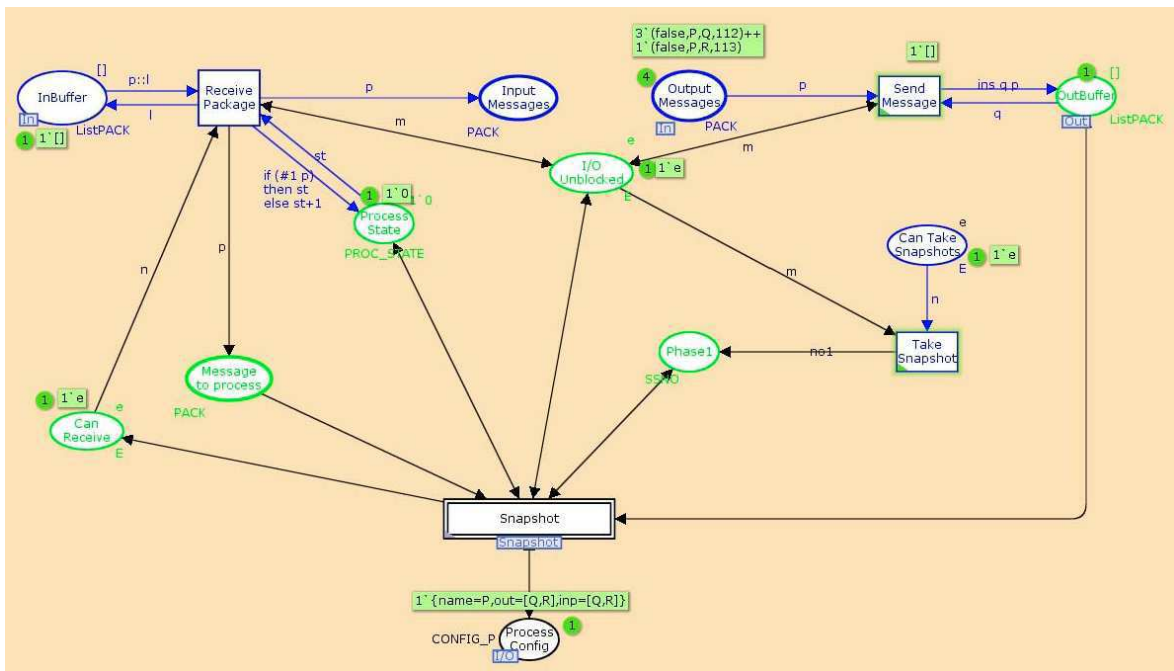 3`(false,P,Q,112)++
1`(false,P,R,113)
1`[]
[]
InBuffer
In
ListPACK
1 1`[]
p::l
l
Receive
Package
p
Input
Messages
PACK
4
Output
Messages
In
PACK
p
Send
Message
ins q p
q
1
[]
OutBuffer
Out
ListPACK
m
m
e
I/O
Unblocked
1 1`e
E
st
if (#1 p)
then st
else st+1
1 1`0
1`0
Process
State
PROC_STATE
e
Can Take
Snapshots
1 1`e
E
n
p
n
m
Phase1
SSNO
no1
Take
Snapshot
Message
to process
PACK
1 1`e
e
Can
Receive
E
Snapshot
Snapshot
1`{name=P,out=[Q,R],inp=[Q,R]}
1
CONFIG_P
Process
Config
I/O